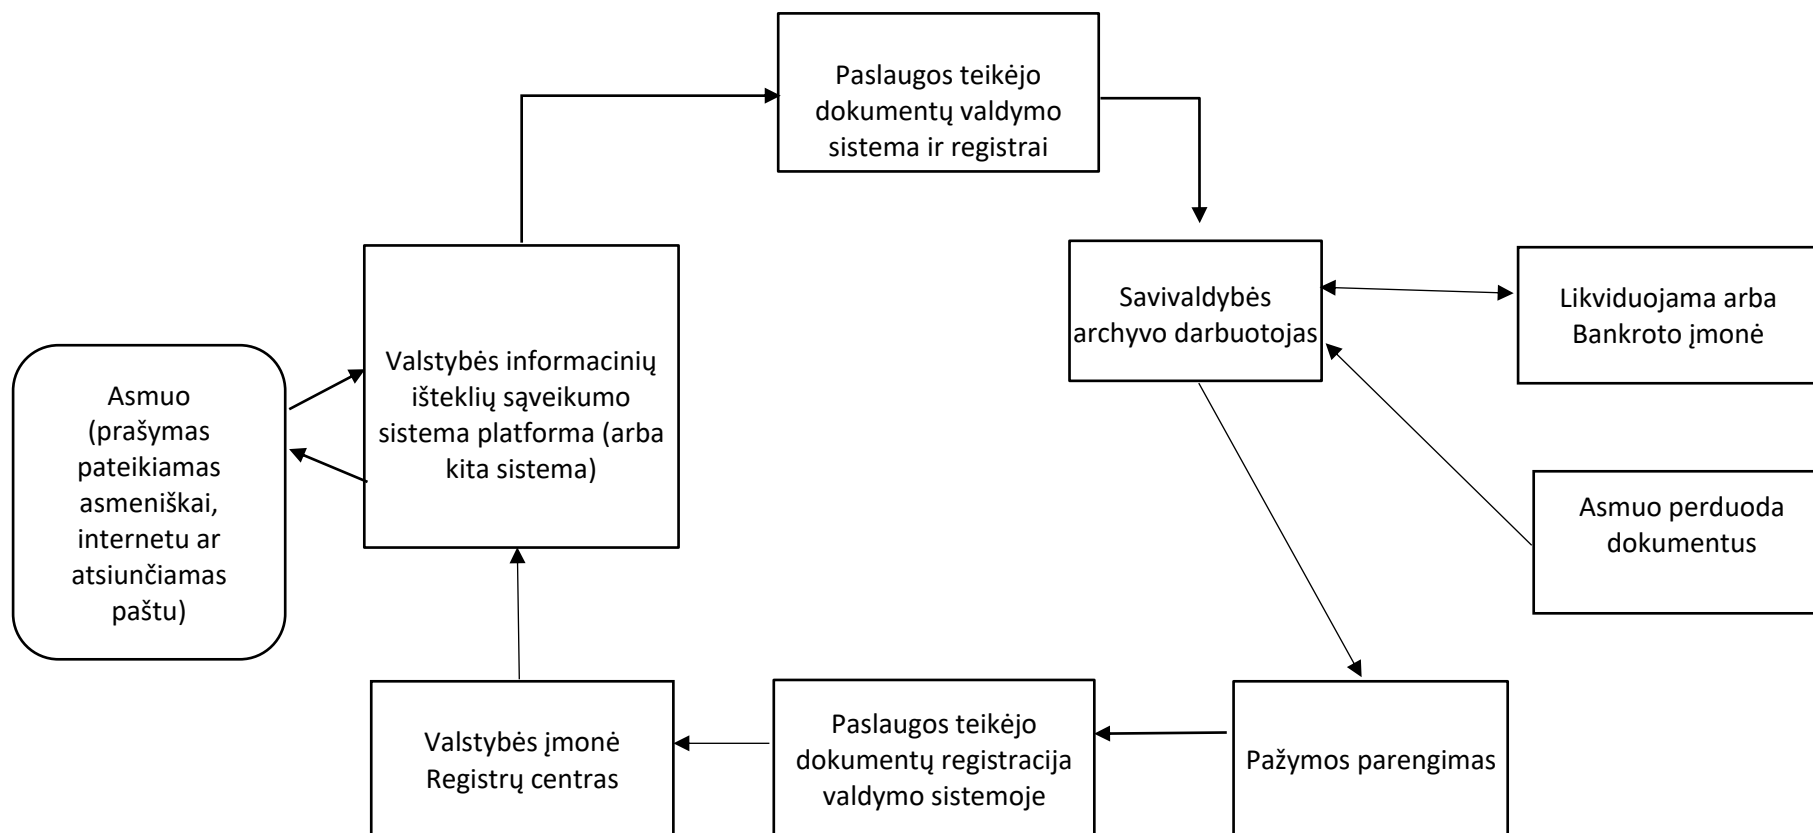 Paslaugos teikėjo
dokumentų valdymo
sistema ir registrai
Savivaldybės
archyvo darbuotojas
Likviduojama arba
Bankroto įmonė
Valstybės informacinių
išteklių sąveikumo
sistema platforma (arba
kita sistema)
Asmuo
(prašymas
pateikiamas
asmeniškai,
internetu ar
atsiunčiamas
paštu)
Asmuo perduoda
dokumentus
Valstybės įmonė
Registrų centras
Paslaugos teikėjo
dokumentų registracija
valdymo sistemoje
Pažymos parengimas